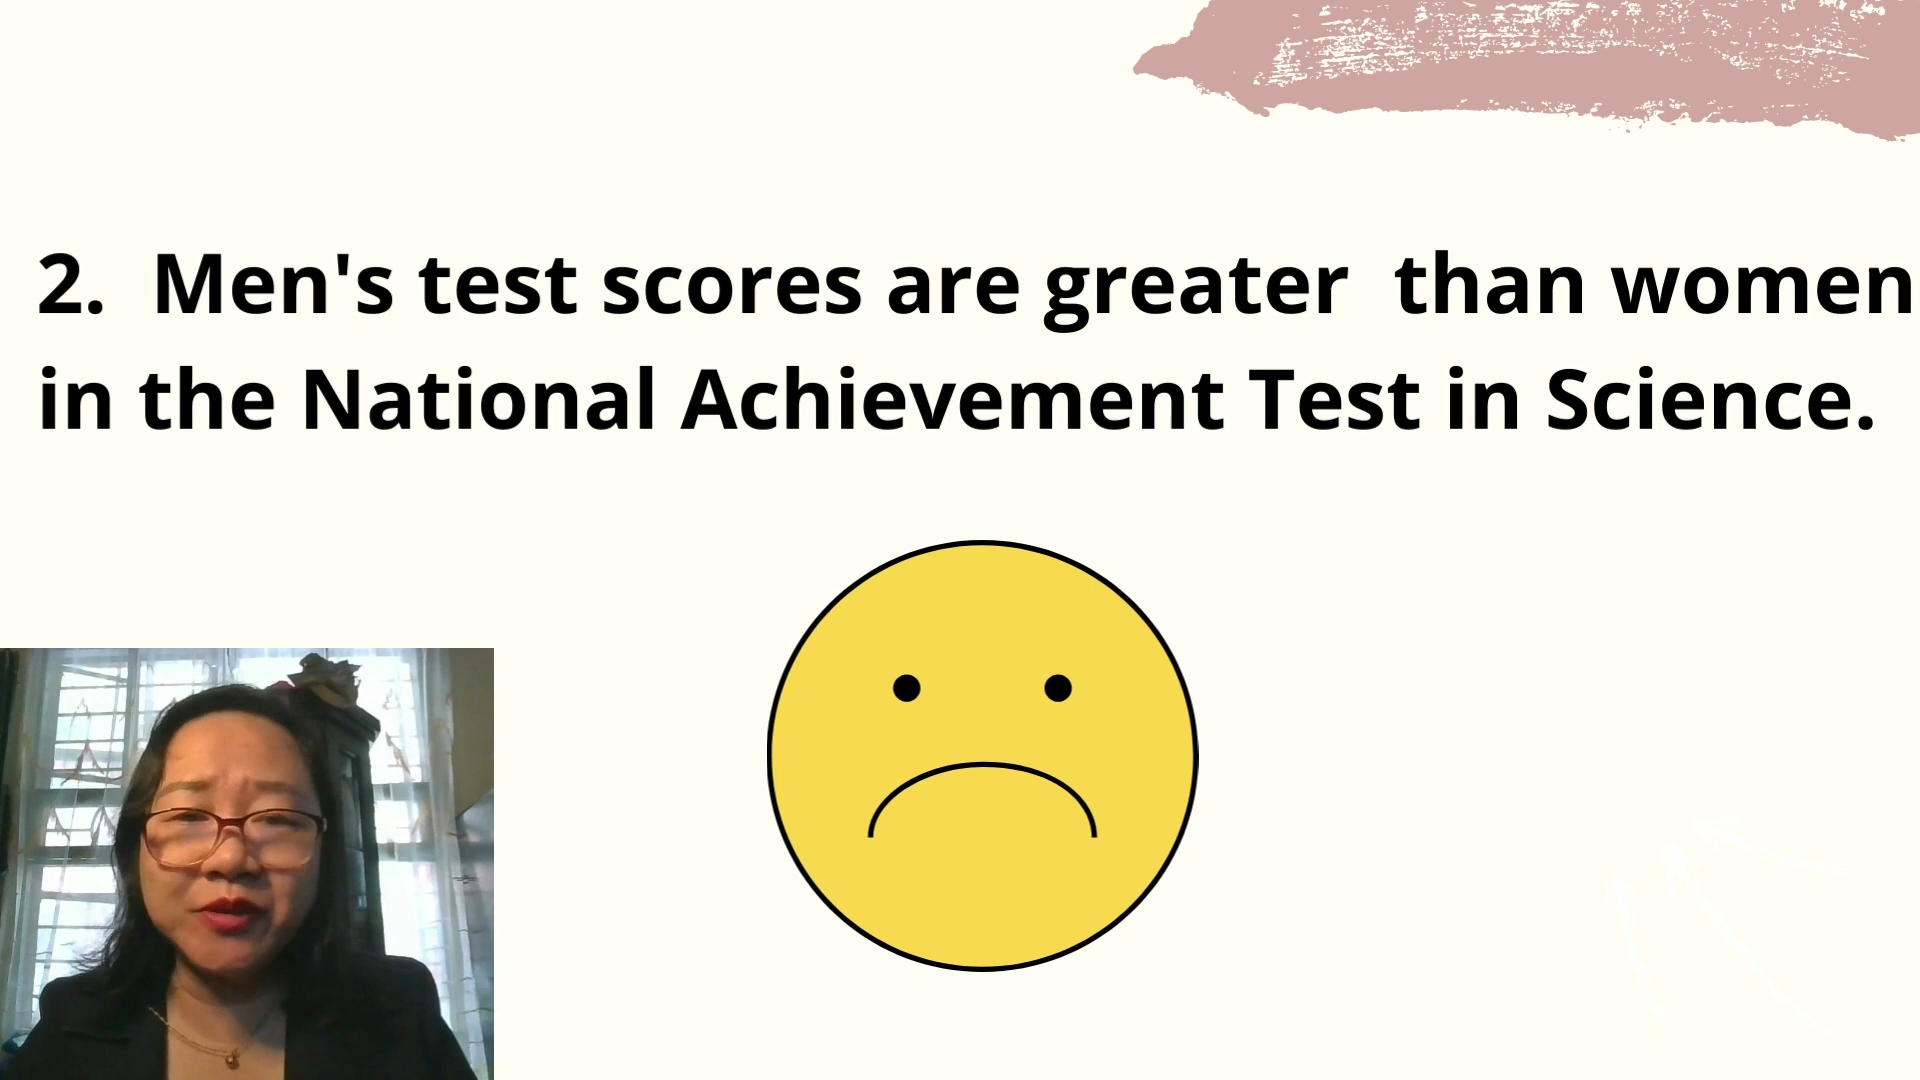 2.  Men's test scores are greater  than women
in the National Achievement Test in Science.